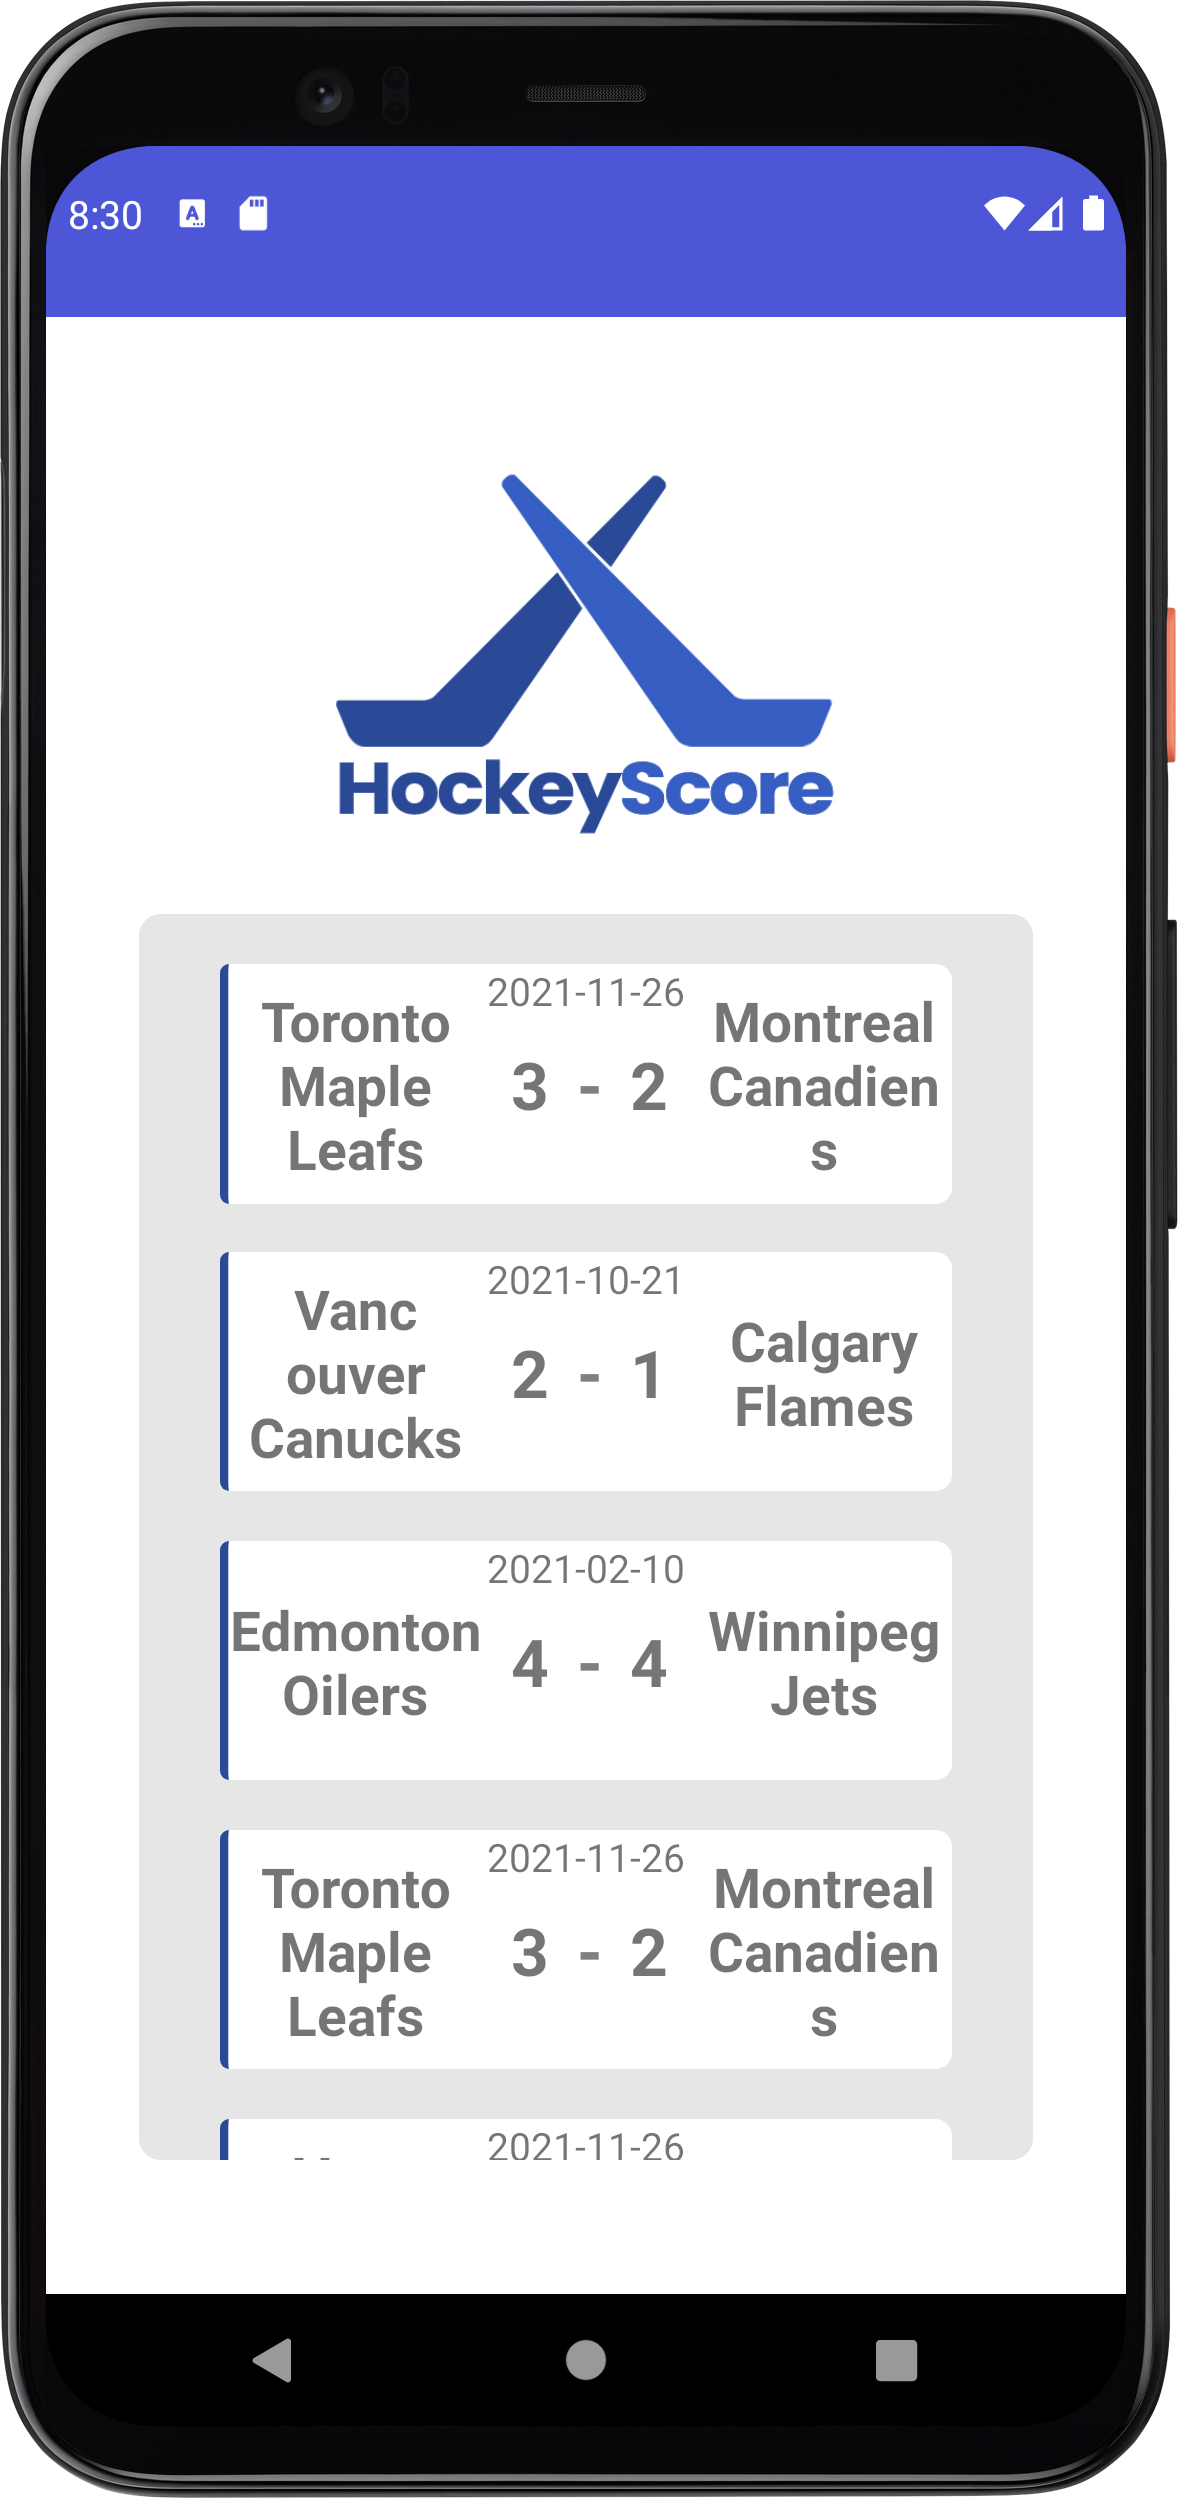 8:30
HockeyScore
2021-11-26
Toronto
Maple
Leafs
3 - 2
Montreal
Canadien
s
2021-10-21
Vanc
ouver
Canucks
2 - 1
Calgary
Flames
2021-02-10
Edmonton
Oilers
4 - 4
Winnipeg
Jets
2021-11-26
Toronto
Maple
Leafs
3 - 2
Montreal
Canadien
s
2021-11-26